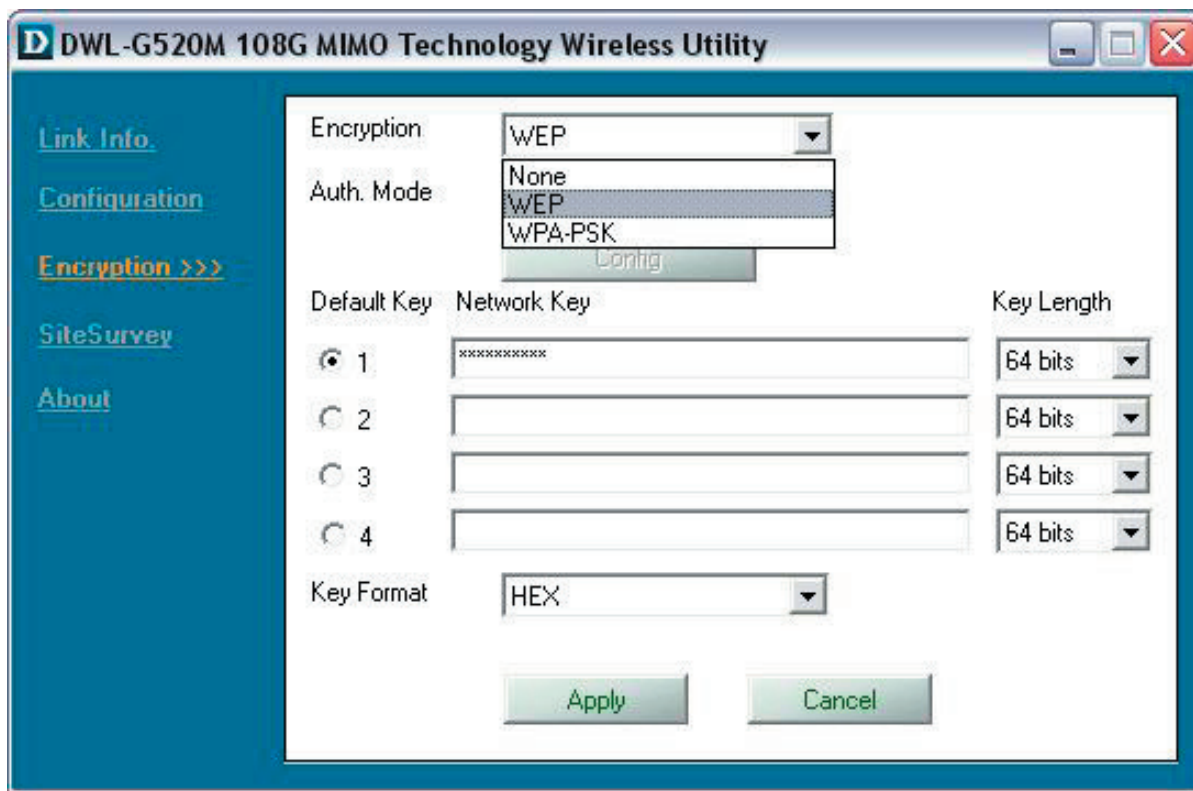 D DWL-G520M 108G MIMO Technology Wireless Utility
Link Info.
Configuration
Encryption >>>
SiteSurvey
About
Encryption WEP
None
WEP
WPA-PSK
Auth. Mode
Config
Default Key Network Key Key Length
1 ********** 64 bits
2 64 bits
3 64 bits
4 64 bits
Key Format HEX
Apply Cancel